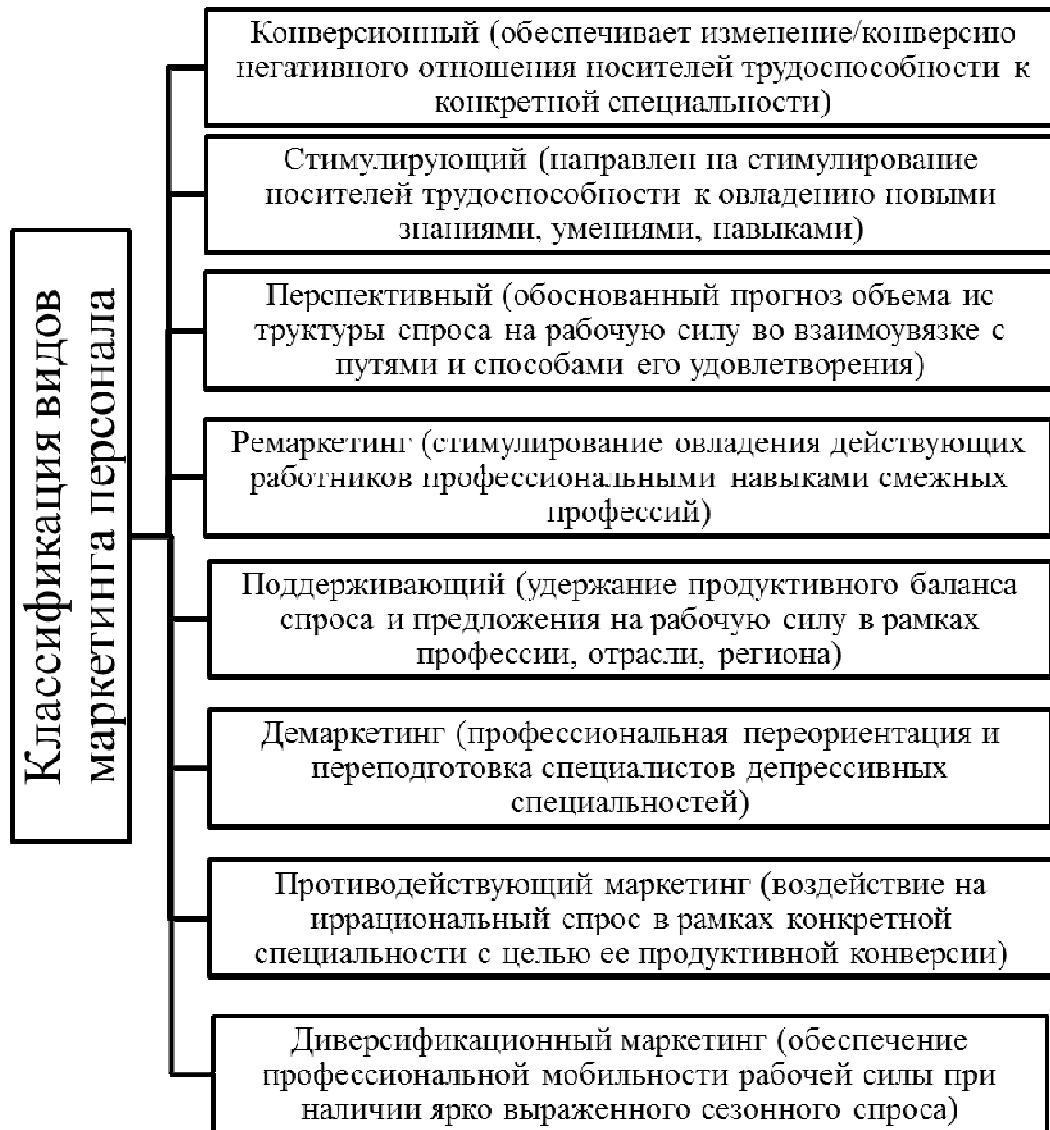 Классификация видов
маркетинга персонала
Конверсионный (обеспечивает изменение/конверсию
негативного отношения носителей трудоспособности к
конкретной специальности)
Стимулирующий (направлен на стимулирование
носителей трудоспособности к овладению новыми
знаниями, умениями, навыками)
Перспективный (обоснованный прогноз объема ис
труктуры спроса на рабочую силу во взаимоувязке с
путями и способами его удовлетворения)
Ремаркетинг (стимулирование овладения действующих
работников профессиональными навыками смежных
профессий)
Поддерживающий (удержание продуктивного баланса
спроса и предложения на рабочую силу в рамках
профессии, отрасли, региона)
Демаркетинг (профессиональная переориентация и
переподготовка специалистов депрессивных
специальностей)
Противодействующий маркетинг (воздействие на
иррациональный спрос в рамках конкретной
специальности с целью ее продуктивной конверсии)
Диверсификационный маркетинг (обеспечение
профессиональной мобильности рабочей силы при
наличии ярко выраженного сезонного спроса)